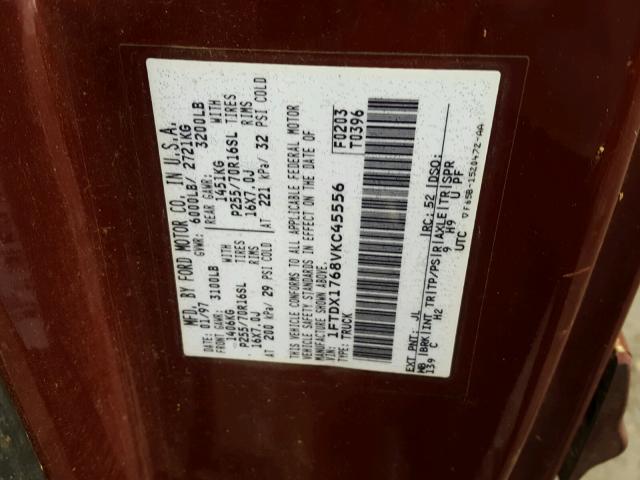 MFD. BY FORD MOTOR CO. IN U.S.A.
DATE: 01/97 GVWR: 6000LB/ 2721KG
FRONT GAWR: 3100LB REAR GAWR: 3200LB
1406KG WITH 1451KG WITH
P255/70R16SL TIRES P255/70R16SL TIRES
16X7.0J RIMS 16X7.0J RIMS
AT 200 kPa/ 29 PSI COLD AT 221 kPa/ 32 PSI COLD
THIS VEHICLE CONFORMS TO ALL APPLICABLE FEDERAL MOTOR
VEHICLE SAFETY STANDARDS IN EFFECT ON THE DATE OF
MANUFACTURE SHOWN ABOVE.
VIN: 1FTDX1768VKC45556 F0203
TYPE: TRUCK T0396
EXT PNT: JL RC: 52 DSO:
WB BRK INT TR TP/PS R AXLE TR SPR
139 C H2 9 H9 U PF
UTC ▽F65B-1520472-AA